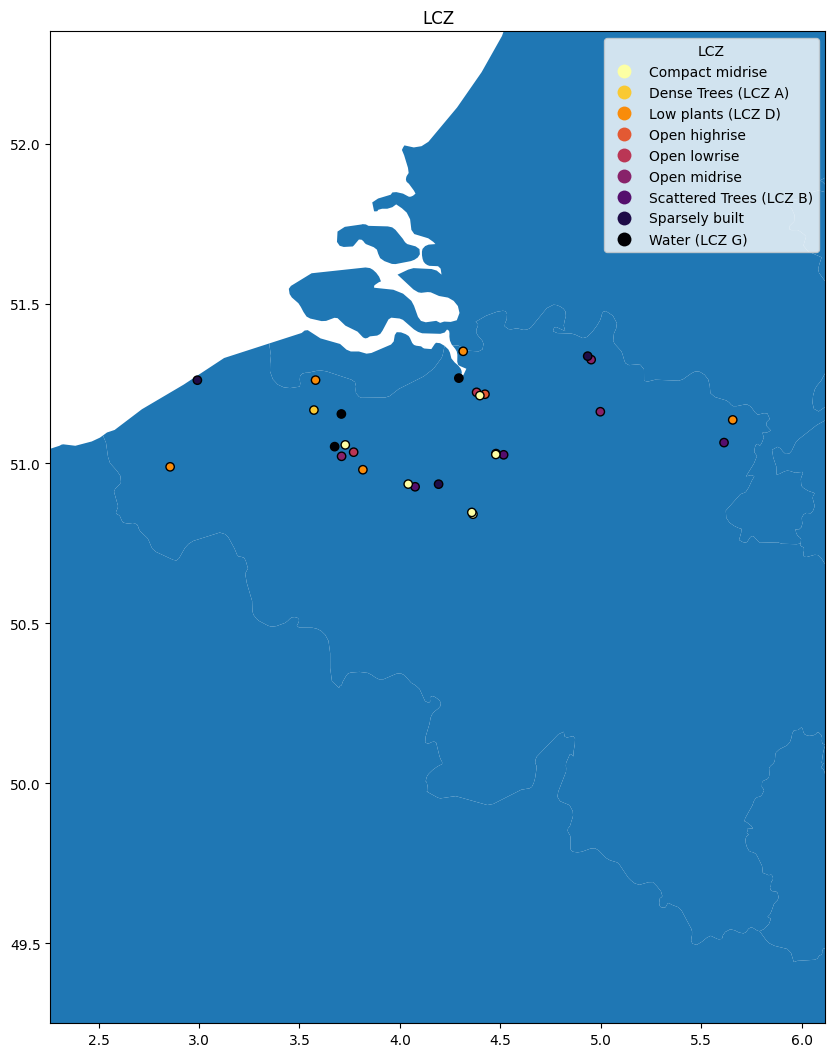 LCZ
LCZ
Compact midrise
Dense Trees (LCZ A)
Low plants (LCZ D)
Open highrise
Open lowrise
Open midrise
Scattered Trees (LCZ B)
Sparsely built
Water (LCZ G)
52.0
51.5
51.0
50.5
50.0
49.5
2.5 3.0 3.5 4.0 4.5 5.0 5.5 6.0